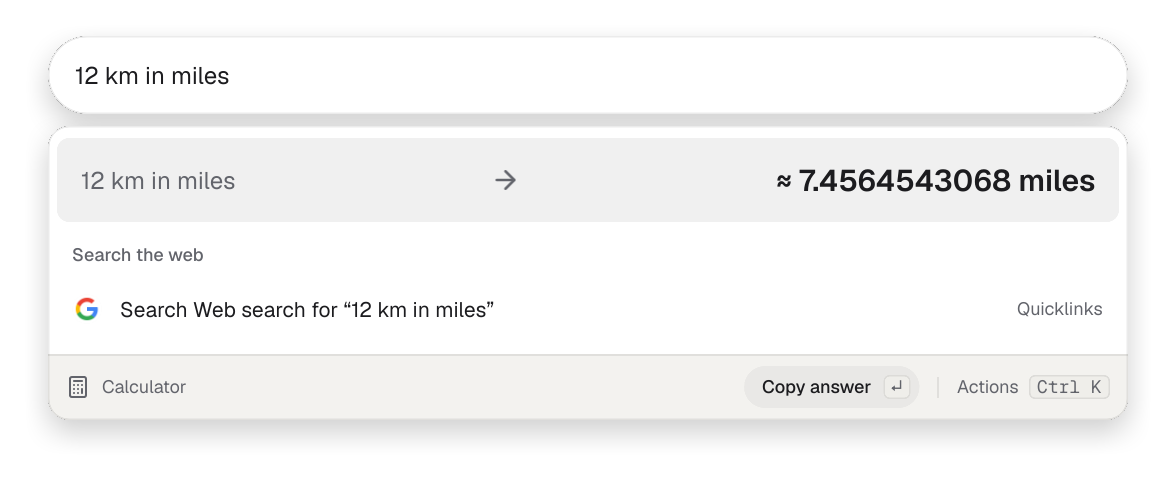 12 km in miles
12 km in miles → ≈ 7.4564543068 miles
Search the web
Search Web search for “12 km in miles” Quicklinks
Calculator Copy answer ↵ Actions Ctrl K